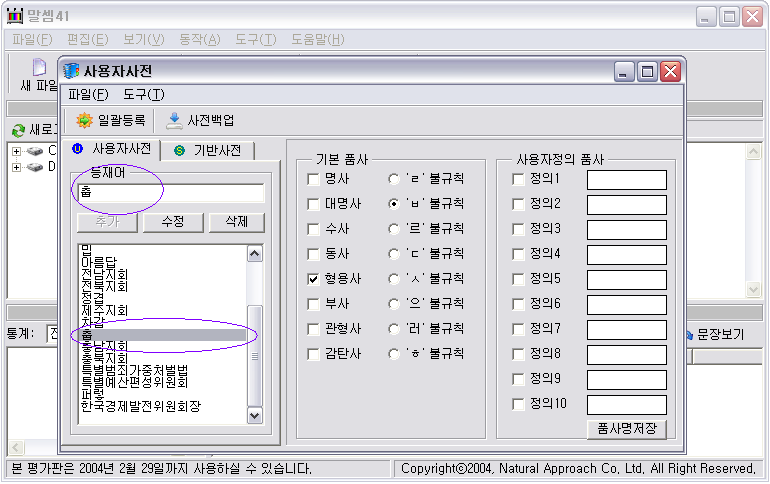 말셈41
파일(F) 편집(E) 보기(V) 동작(A) 도구(T) 도움말(H)
새 파일
새로고
C
D
통계:
문장보기
사용자사전
파일(F) 도구(T)
일괄등록 사전백업
U 사용자사전 S 기반사전
등재어
춥
추가 수정 삭제
밉
아름답
전남지회
전북지회
정겹
제주지회
차갑
춥
충남지회
충북지회
특별범죄가중처벌법
특별예산편성위원회
퍼렇
한국경제발전위원회장
기본 품사
명사 'ㄹ' 불규칙
대명사 'ㅂ' 불규칙
수사 '르' 불규칙
동사 'ㄷ' 불규칙
형용사 'ㅅ' 불규칙
부사 '으' 불규칙
관형사 '러' 불규칙
감탄사 'ㅎ' 불규칙
사용자정의 품사
정의1
정의2
정의3
정의4
정의5
정의6
정의7
정의8
정의9
정의10
품사명저장
본 평가판은 2004년 2월 29일까지 사용하실 수 있습니다.
Copyright©2004, Natural Approach Co, Ltd, All Right Reserved,